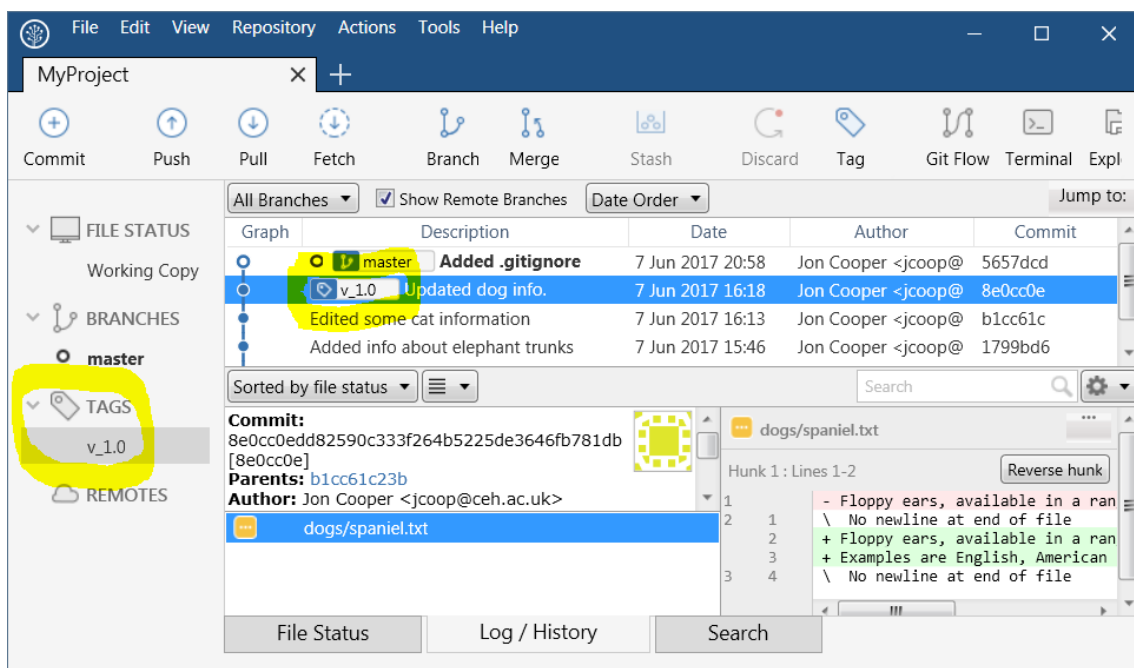 File Edit View Repository Actions Tools Help
MyProject
Commit Push Pull Fetch Branch Merge Stash Discard Tag Git Flow Terminal Expl
All Branches Show Remote Branches Date Order Jump to:
FILE STATUS
Working Copy
BRANCHES
master
TAGS
v_1.0
REMOTES
Graph Description Date Author Commit
master Added .gitignore 7 Jun 2017 20:58 Jon Cooper <jcoop@ 5657dcd
v_1.0 Updated dog info. 7 Jun 2017 16:18 Jon Cooper <jcoop@ 8e0cc0e
Edited some cat information 7 Jun 2017 16:13 Jon Cooper <jcoop@ b1cc61c
Added info about elephant trunks 7 Jun 2017 15:46 Jon Cooper <jcoop@ 1799bd6
Sorted by file status Search
Commit:
8e0cc0edd82590c333f264b5225de3646fb781db
[8e0cc0e]
Parents: b1cc61c23b
Author: Jon Cooper <jcoop@ceh.ac.uk>
dogs/spaniel.txt
dogs/spaniel.txt
Hunk 1 : Lines 1-2 Reverse hunk
1 - Floppy ears, available in a ran
2 1 \ No newline at end of file
2 + Floppy ears, available in a ran
3 + Examples are English, American
3 4 \ No newline at end of file
File Status Log / History Search